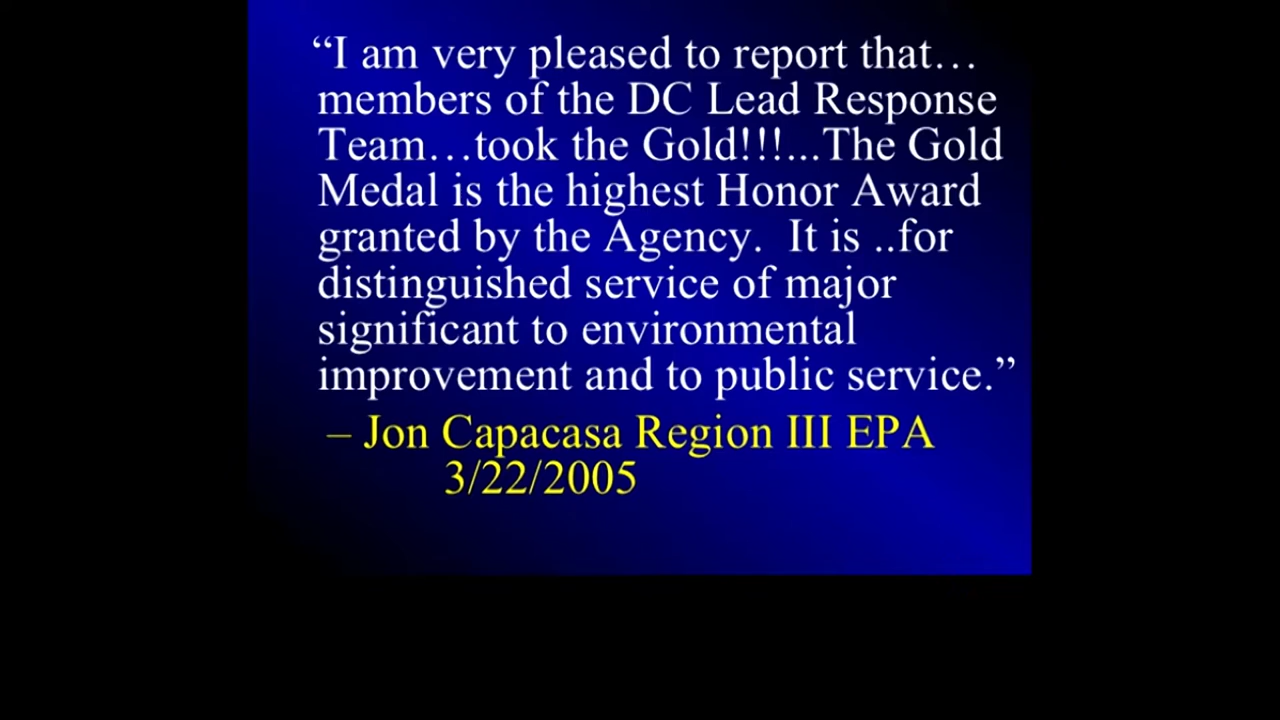 “I am very pleased to report that…
members of the DC Lead Response
Team…took the Gold!!!...The Gold
Medal is the highest Honor Award
granted by the Agency.  It is ..for
distinguished service of major
significant to environmental
improvement and to public service.”
– Jon Capacasa Region III EPA
3/22/2005